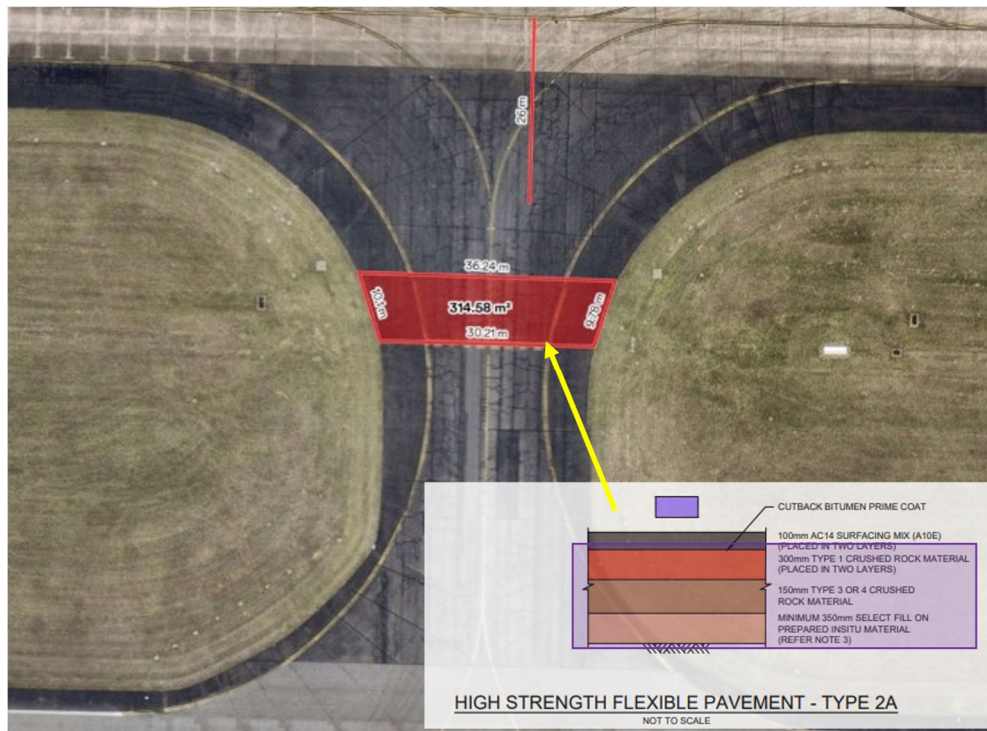 26 m
36.24 m
10.1 m
314.58 m²
9.78 m
30.21 m
CUTBACK BITUMEN PRIME COAT
100mm AC14 SURFACING MIX (A10E)
(PLACED IN TWO LAYERS)
300mm TYPE 1 CRUSHED ROCK MATERIAL
(PLACED IN TWO LAYERS)
150mm TYPE 3 OR 4 CRUSHED
ROCK MATERIAL
MINIMUM 350mm SELECT FILL ON
PREPARED INSITU MATERIAL
(REFER NOTE 3)
HIGH STRENGTH FLEXIBLE PAVEMENT - TYPE 2A
NOT TO SCALE